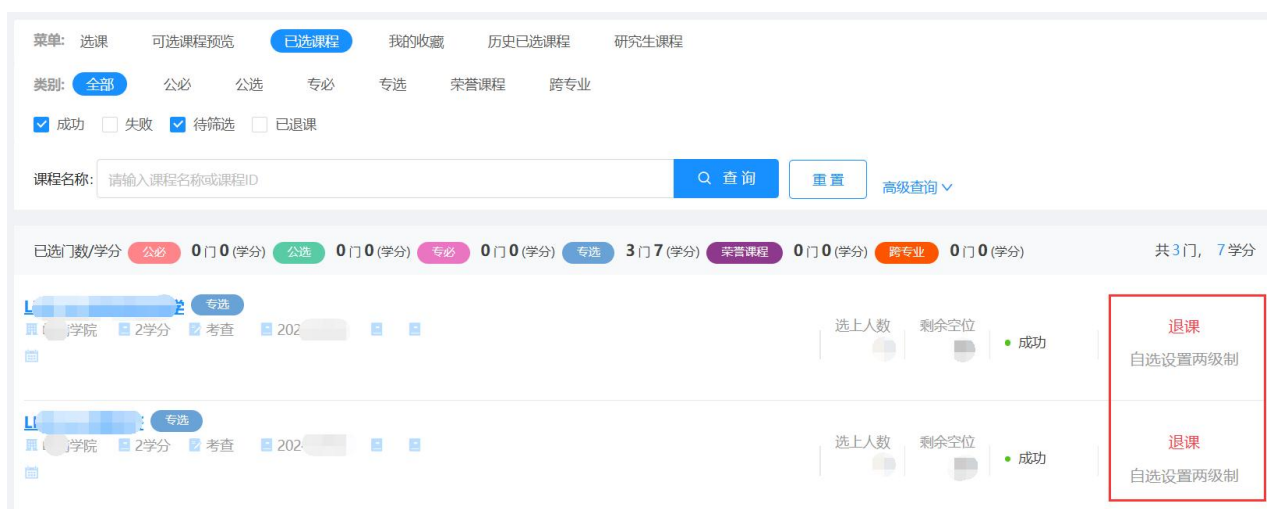 菜单: 选课 可选课程预览 已选课程 我的收藏 历史已选课程 研究生课程
类别: 全部 公必 公选 专必 专选 荣誉课程 跨专业
成功 失败 待筛选 已退课
课程名称: 请输入课程名称或课程ID 查 询 重 置 高级查询
已选门数/学分 公必 0 门 0 (学分) 公选 0 门 0 (学分) 专必 0 门 0 (学分) 专选 3 门 7 (学分) 荣誉课程 0 门 0 (学分) 跨专业 0 门 0 (学分) 共 3 门, 7 学分
专选
学院 2学分 考查 202
选上人数 剩余空位
成功
退课
自选设置两级制
专选
学院 2学分 考查 202
选上人数 剩余空位
成功
退课
自选设置两级制